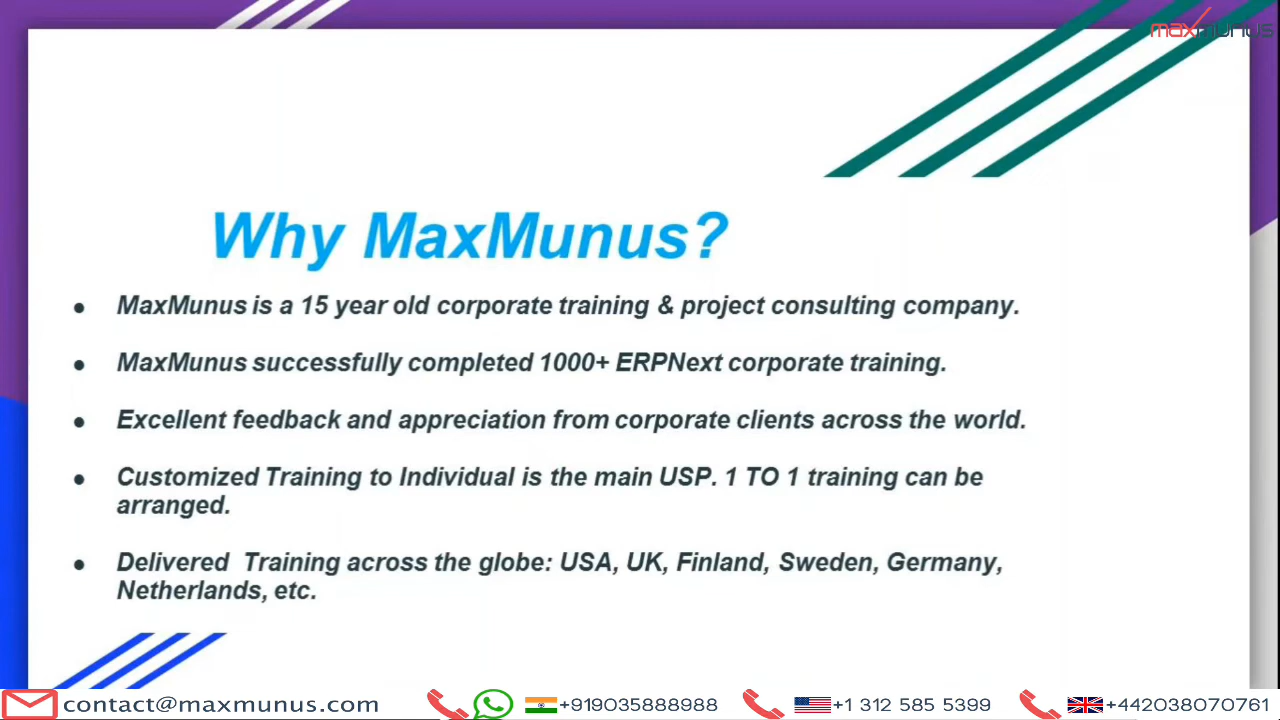 maxmunus
Why MaxMunus?
● MaxMunus is a 15 year old corporate training & project consulting company.
● MaxMunus successfully completed 1000+ ERPNext corporate training.
● Excellent feedback and appreciation from corporate clients across the world.
● Customized Training to Individual is the main USP. 1 TO 1 training can be
arranged.
● Delivered  Training across the globe: USA, UK, Finland, Sweden, Germany,
Netherlands, etc.
contact@maxmunus.com +919035888988 +1 312 585 5399 +442038070761